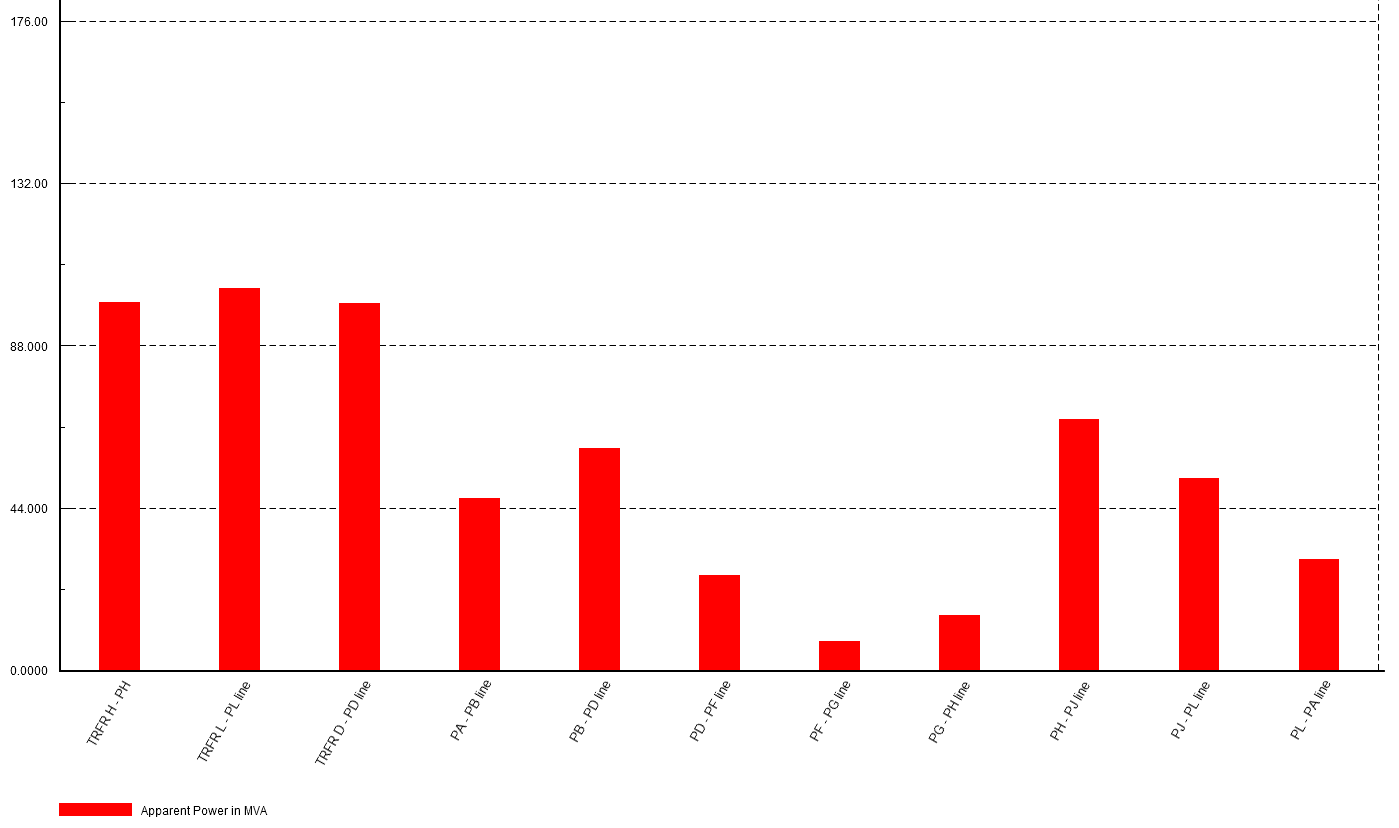 176.00
132.00
88.000
44.000
0.0000
TRFR H - PH
TRFR L - PL line
TRFR D - PD line
PA - PB line
PB - PD line
PD - PF line
PF - PG line
PG - PH line
PH - PJ line
PJ - PL line
PL - PA line
Apparent Power in MVA